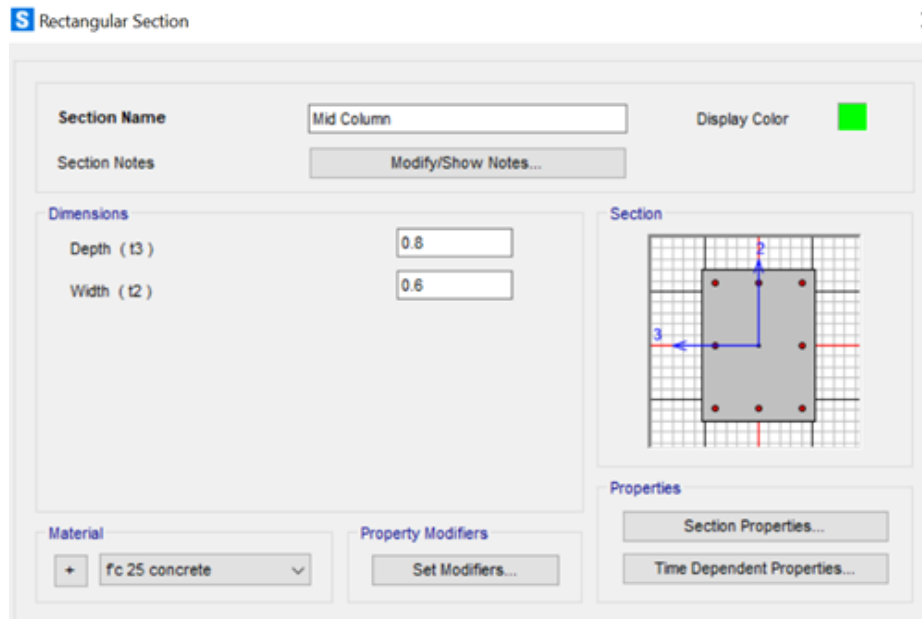 S Rectangular Section
Section Name
Mid Column
Display Color
Section Notes
Modify/Show Notes...
Dimensions
Depth ( t3 )
0.8
Width ( t2 )
0.6
Section
2
3
Properties
Section Properties...
Time Dependent Properties...
Material
+
f'c 25 concrete
Property Modifiers
Set Modifiers...